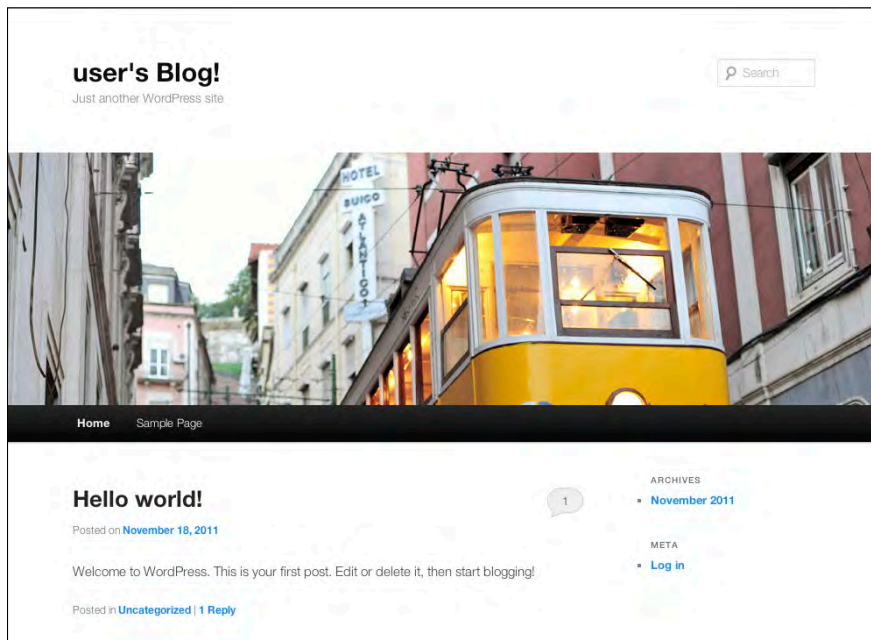 user's Blog!
Just another WordPress site
Search
HOTEL
SUIÇO
ATLANTICO
Home
Sample Page
Hello world!
1
Posted on November 18, 2011
Welcome to WordPress. This is your first post. Edit or delete it, then start blogging!
Posted in Uncategorized | 1 Reply
ARCHIVES
November 2011
META
Log in